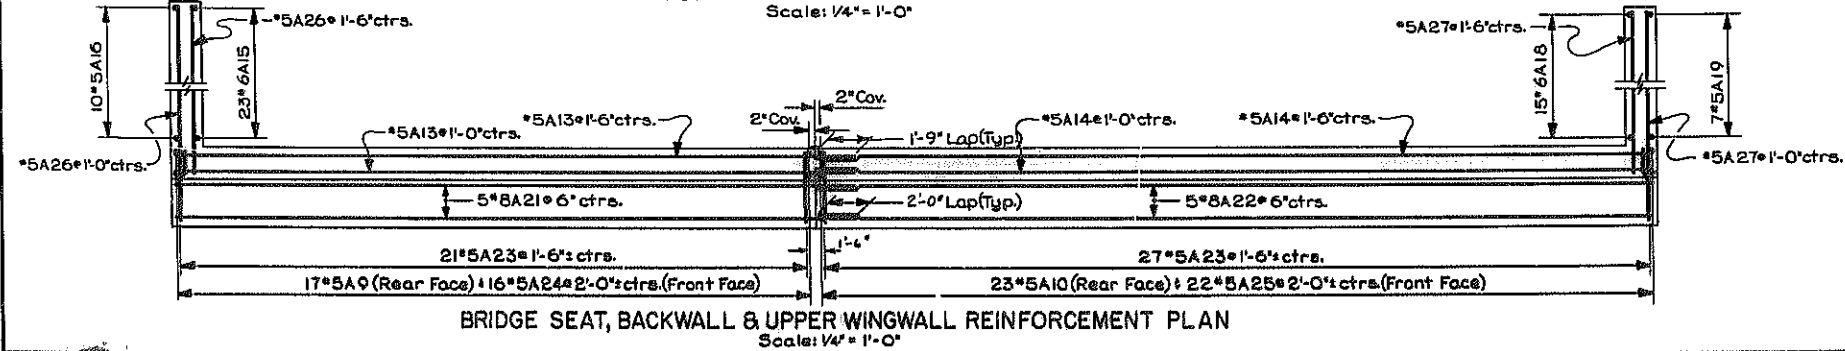 Scale: 1/4" = 1'-0"
#5A26@1'-6"ctrs.
#5A27@1'-6"ctrs.
10#5A16
23#6A15
15#6A18
7#5A19
2"Cov.
2"Cov.
#5A13@1'-0"ctrs.
#5A13@1'-6"ctrs.
1'-9" Lap(Typ.)
#5A14@1'-0"ctrs.
#5A14@1'-6"ctrs.
#5A26@1'-0"ctrs.
#5A27@1'-0"ctrs.
5#8A21@6"ctrs.
2'-0" Lap(Typ.)
5#8A22@6"ctrs.
1'-6"
21#5A23@1'-6"±ctrs.
27#5A23@1'-6"±ctrs.
17#5A9 (Rear Face) & 16#5A24@2'-0"±ctrs.(Front Face)
23#5A10 (Rear Face) & 22#5A25@2'-0"±ctrs.(Front Face)
BRIDGE SEAT, BACKWALL & UPPER WINGWALL REINFORCEMENT PLAN
Scale: 1/4" = 1'-0"